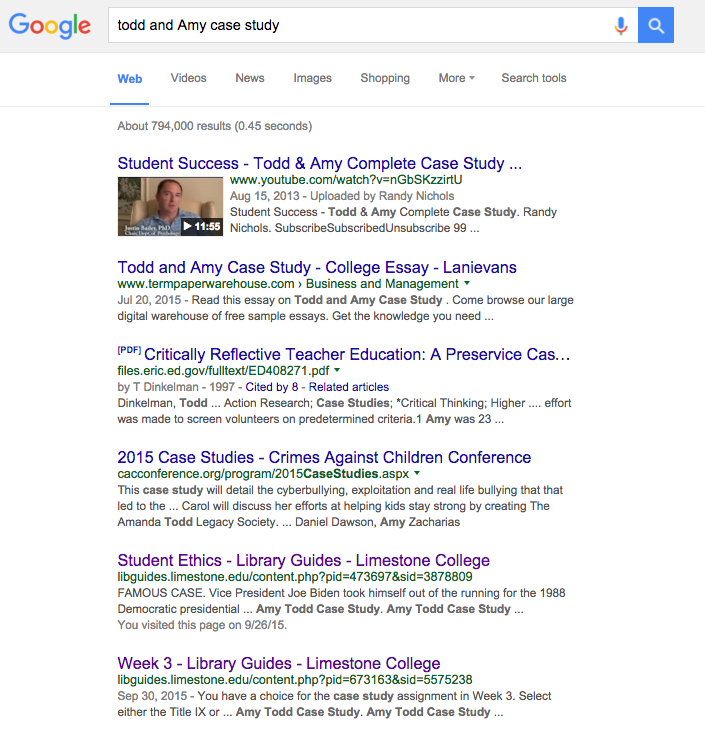 Google
todd and Amy case study
Web Videos News Images Shopping More Search tools
About 794,000 results (0.45 seconds)
Student Success - Todd & Amy Complete Case Study ...
www.youtube.com/watch?v=nGbSKzzirtU
Aug 15, 2013 - Uploaded by Randy Nichols
Student Success - Todd & Amy Complete Case Study. Randy
Nichols. SubscribeSubscribedUnsubscribe 99 ...
Justin Bailey, PhD
Chair, Dept. of Psychology
11:55
Todd and Amy Case Study - College Essay - Lanievans
www.termpaperwarehouse.com › Business and Management
Jul 20, 2015 - Read this essay on Todd and Amy Case Study . Come browse our large
digital warehouse of free sample essays. Get the knowledge you need ...
[PDF] Critically Reflective Teacher Education: A Preservice Cas...
files.eric.ed.gov/fulltext/ED408271.pdf
by T Dinkelman - 1997 - Cited by 8 - Related articles
Dinkelman, Todd ... Action Research; Case Studies; *Critical Thinking; Higher .... effort
was made to screen volunteers on predetermined criteria.1 Amy was 23 ...
2015 Case Studies - Crimes Against Children Conference
cacconference.org/program/2015CaseStudies.aspx
This case study will detail the cyberbullying, exploitation and real life bullying that that
led to the ... Carol will discuss her efforts at helping kids stay strong by creating The
Amanda Todd Legacy Society. ... Daniel Dawson, Amy Zacharias
Student Ethics - Library Guides - Limestone College
libguides.limestone.edu/content.php?pid=473697&sid=3878809
FAMOUS CASE. Vice President Joe Biden took himself out of the running for the 1988
Democratic presidential ... Amy Todd Case Study. Amy Todd Case Study ...
You visited this page on 9/26/15.
Week 3 - Library Guides - Limestone College
libguides.limestone.edu/content.php?pid=673163&sid=5575238
Sep 30, 2015 - You have a choice for the case study assignment in Week 3. Select
either the Title IX or ... Amy Todd Case Study. Amy Todd Case Study ...